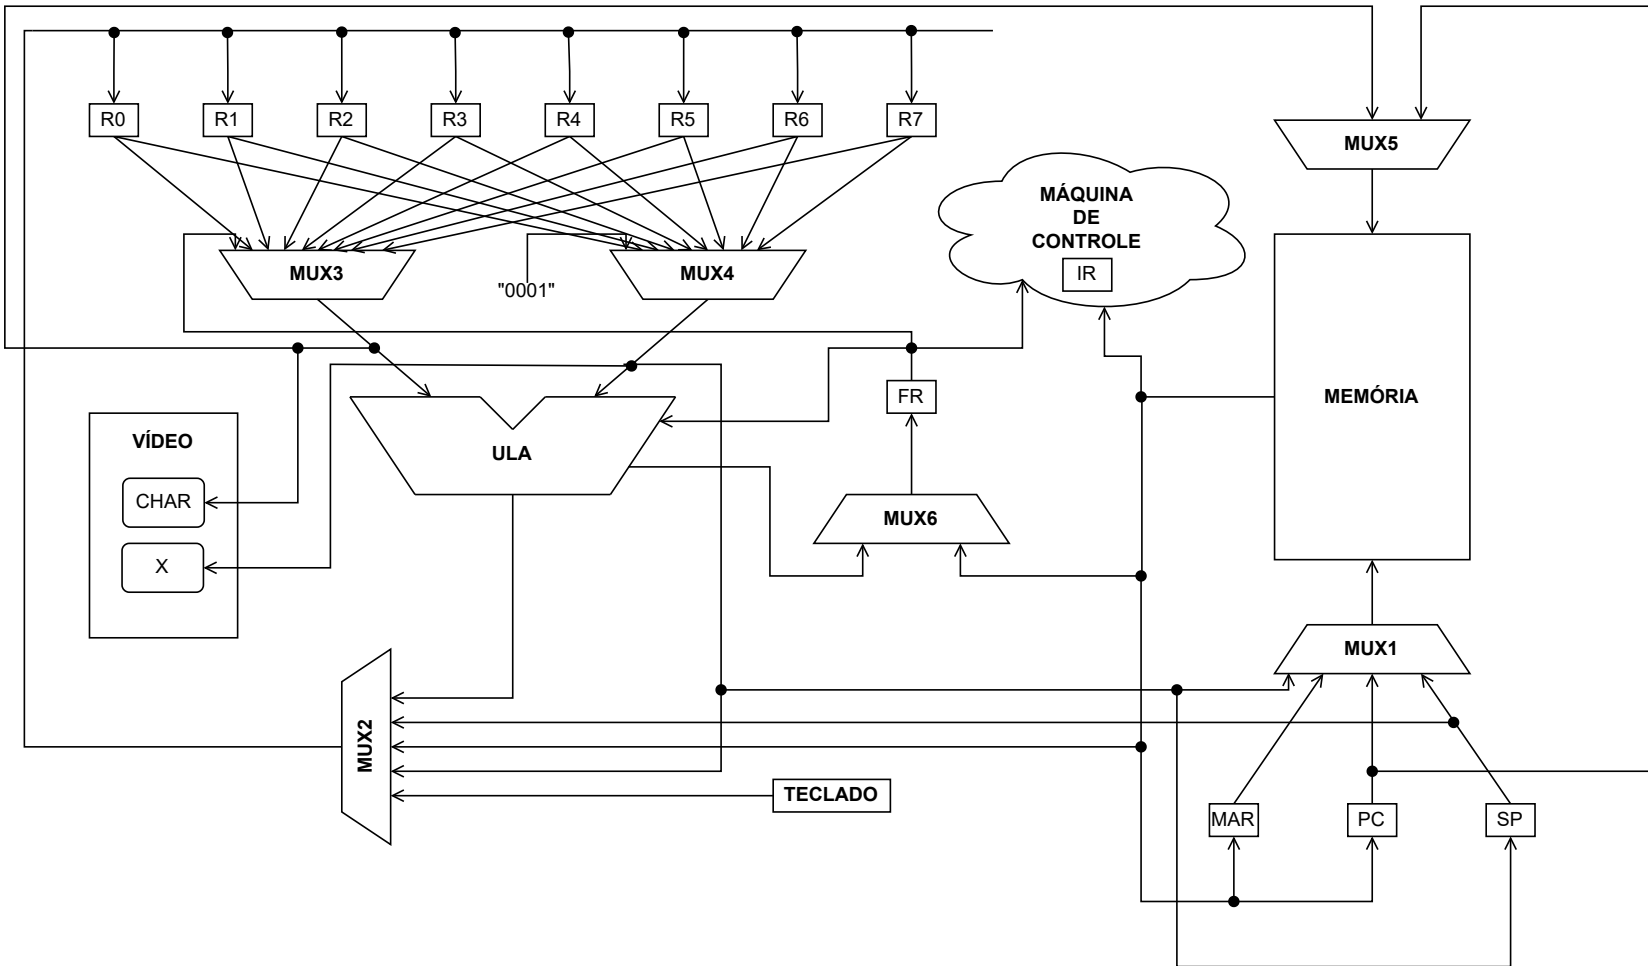 R0
R1
R2
R3
R4
R5
R6
R7
MUX5
MÁQUINA
DE
CONTROLE
IR
MUX3
MUX4
"0001"
FR
MEMÓRIA
VÍDEO
CHAR
X
ULA
MUX6
MUX1
MUX2
TECLADO
MAR
PC
SP